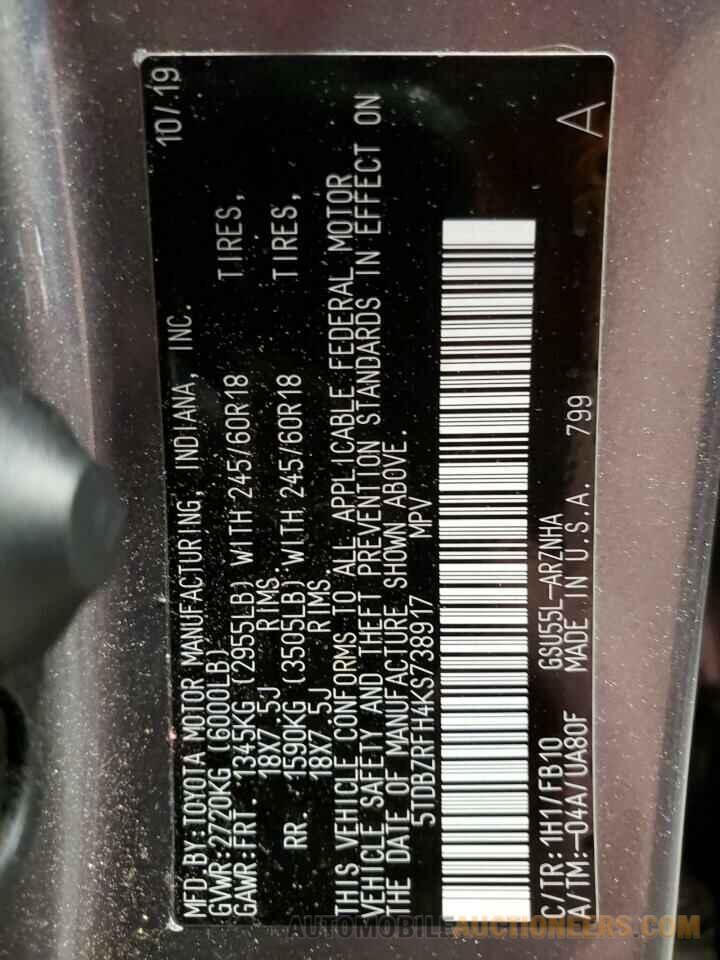 MFD.BY:TOYOTA MOTOR MANUFACTURING, INDIANA, INC. 10/19
GVWR:2720KG (6000LB)
GAWR:FRT. 1345KG (2955LB) WITH 245/60R18 TIRES,
18X7.5J RIMS.
RR. 1590KG (3505LB) WITH 245/60R18 TIRES,
18X7.5J RIMS.
THIS VEHICLE CONFORMS TO ALL APPLICABLE FEDERAL MOTOR
VEHICLE SAFETY AND THEFT PREVENTION STANDARDS IN EFFECT ON
THE DATE OF MANUFACTURE SHOWN ABOVE.
5TDBZRFH4KS738917 MPV
C/TR:1H1/FB10 GSU55L-ARZNHA A
A/TM:-04A/UA80F MADE IN U.S.A. 799
AUTOMOBILEAUCTIONEERS.COM